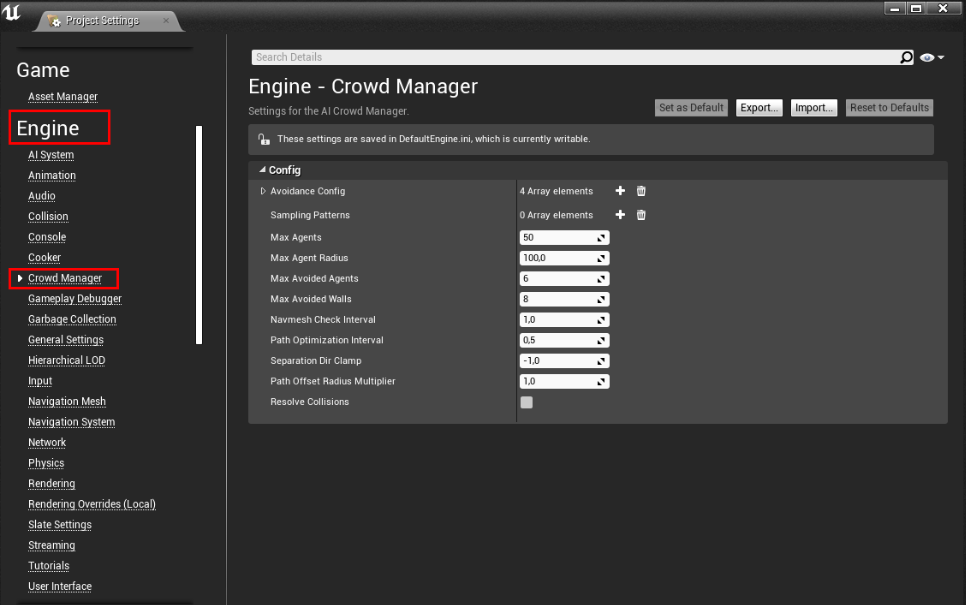 Project Settings
Game
Asset Manager
Engine
AI System
Animation
Audio
Collision
Console
Cooker
Crowd Manager
Gameplay Debugger
Garbage Collection
General Settings
Hierarchical LOD
Input
Navigation Mesh
Navigation System
Network
Physics
Rendering
Rendering Overrides (Local)
Slate Settings
Streaming
Tutorials
User Interface
Search Details
Engine - Crowd Manager
Settings for the AI Crowd Manager.
Set as Default Export... Import... Reset to Defaults
These settings are saved in DefaultEngine.ini, which is currently writable.
Config
Avoidance Config 4 Array elements
Sampling Patterns 0 Array elements
Max Agents 50
Max Agent Radius 100,0
Max Avoided Agents 6
Max Avoided Walls 8
Navmesh Check Interval 1,0
Path Optimization Interval 0,5
Separation Dir Clamp -1,0
Path Offset Radius Multiplier 1,0
Resolve Collisions